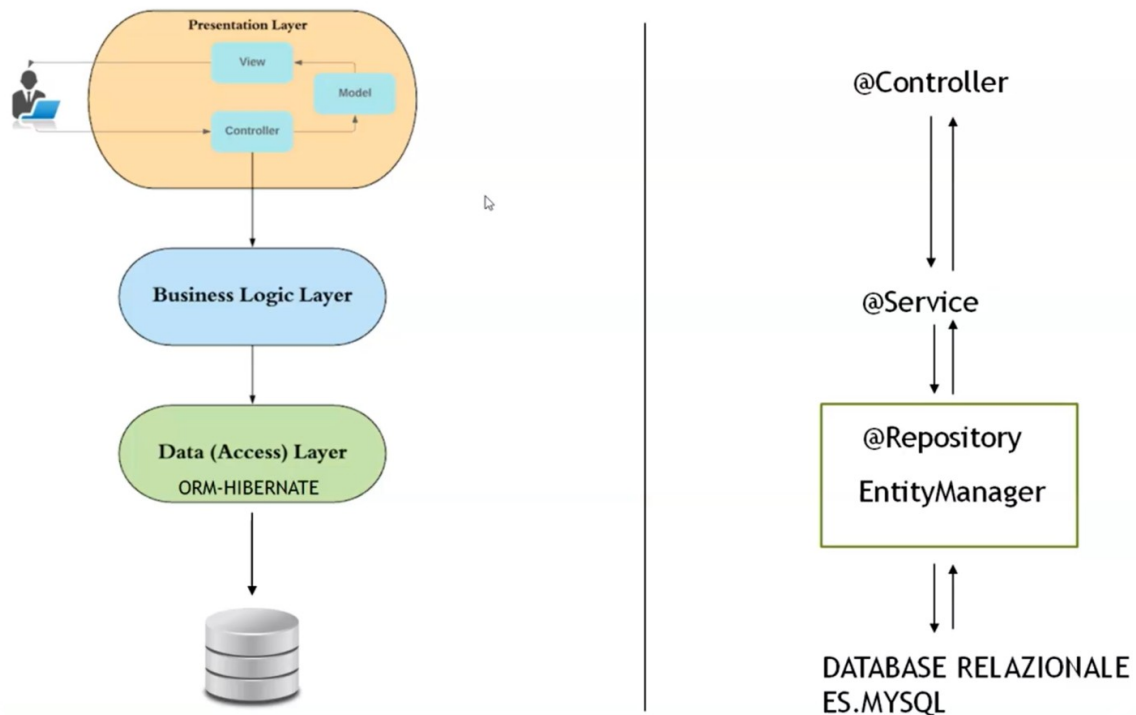 Presentation Layer
View
Model
Controller
Business Logic Layer
Data (Access) Layer
ORM-HIBERNATE
@Controller
@Service
@Repository
EntityManager
DATABASE RELAZIONALE
ES.MYSQL